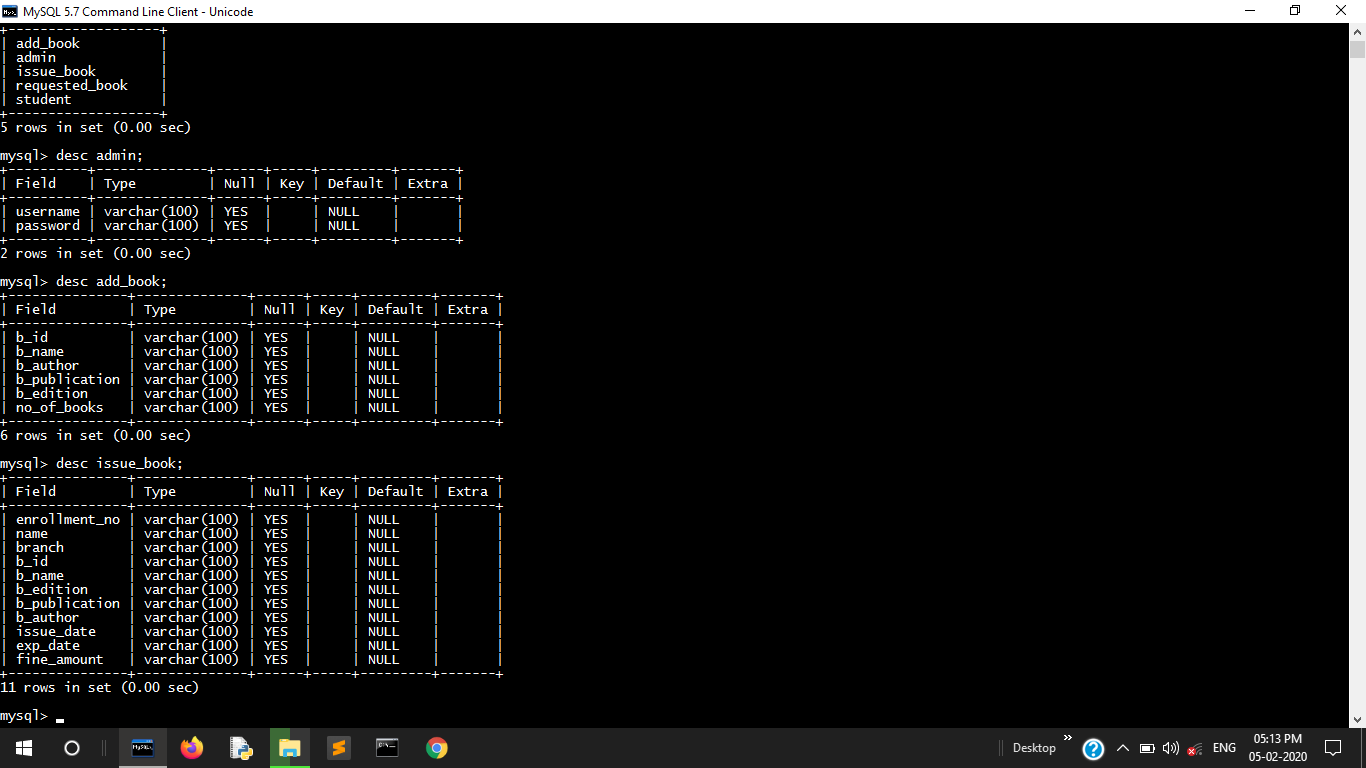 MySQL 5.7 Command Line Client - Unicode
+-------------------+
| add_book          |
| admin             |
| issue_book        |
| requested_book    |
| student           |
+-------------------+
5 rows in set (0.00 sec)
mysql> desc admin;
+----------+--------------+------+-----+---------+-------+
| Field    | Type         | Null | Key | Default | Extra |
+----------+--------------+------+-----+---------+-------+
| username | varchar(100) | YES  |     | NULL    |       |
| password | varchar(100) | YES  |     | NULL    |       |
+----------+--------------+------+-----+---------+-------+
2 rows in set (0.00 sec)
mysql> desc add_book;
+---------------+--------------+------+-----+---------+-------+
| Field         | Type         | Null | Key | Default | Extra |
+---------------+--------------+------+-----+---------+-------+
| b_id          | varchar(100) | YES  |     | NULL    |       |
| b_name        | varchar(100) | YES  |     | NULL    |       |
| b_author      | varchar(100) | YES  |     | NULL    |       |
| b_publication | varchar(100) | YES  |     | NULL    |       |
| b_edition     | varchar(100) | YES  |     | NULL    |       |
| no_of_books   | varchar(100) | YES  |     | NULL    |       |
+---------------+--------------+------+-----+---------+-------+
6 rows in set (0.00 sec)
mysql> desc issue_book;
+---------------+--------------+------+-----+---------+-------+
| Field         | Type         | Null | Key | Default | Extra |
+---------------+--------------+------+-----+---------+-------+
| enrollment_no | varchar(100) | YES  |     | NULL    |       |
| name          | varchar(100) | YES  |     | NULL    |       |
| branch        | varchar(100) | YES  |     | NULL    |       |
| b_id          | varchar(100) | YES  |     | NULL    |       |
| b_name        | varchar(100) | YES  |     | NULL    |       |
| b_edition     | varchar(100) | YES  |     | NULL    |       |
| b_publication | varchar(100) | YES  |     | NULL    |       |
| b_author      | varchar(100) | YES  |     | NULL    |       |
| issue_date    | varchar(100) | YES  |     | NULL    |       |
| exp_date      | varchar(100) | YES  |     | NULL    |       |
| fine_amount   | varchar(100) | YES  |     | NULL    |       |
+---------------+--------------+------+-----+---------+-------+
11 rows in set (0.00 sec)
mysql>
Desktop
ENG
05:13 PM
05-02-2020